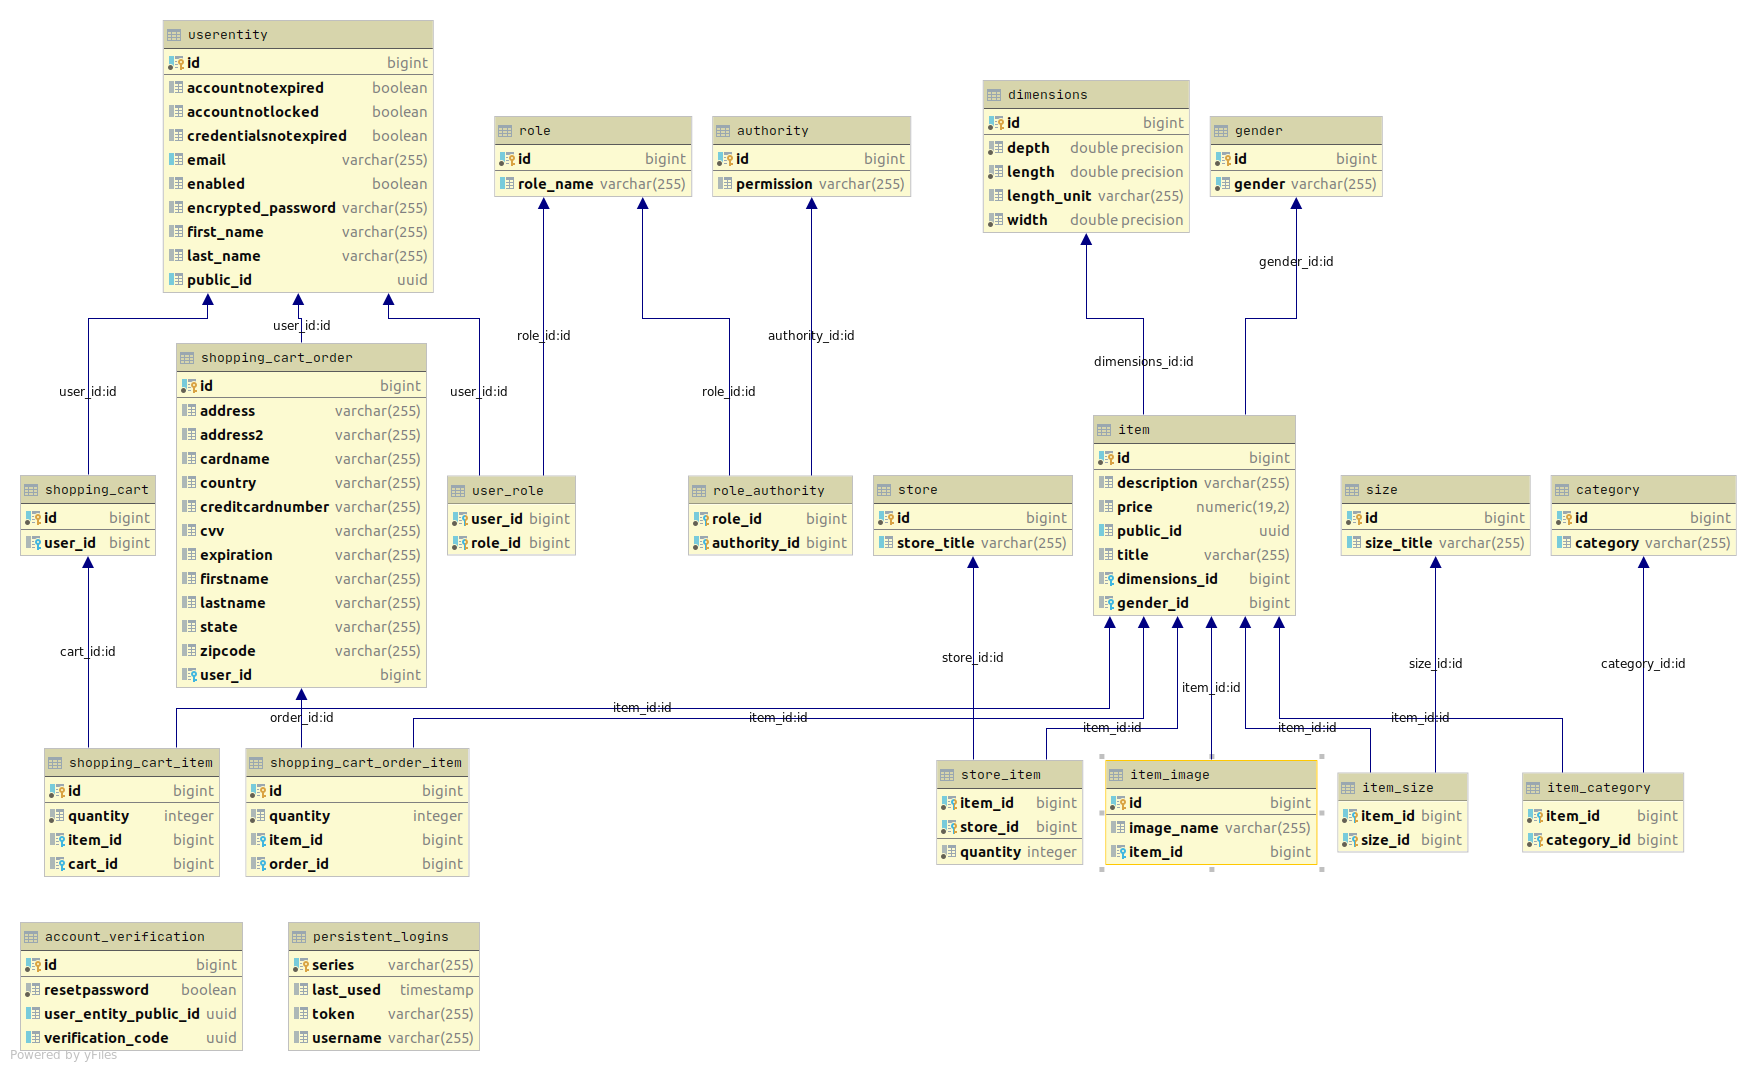 userentity
id bigint
accountnotexpired boolean
accountnotlocked boolean
credentialsnotexpired boolean
email varchar(255)
enabled boolean
encrypted_password varchar(255)
first_name varchar(255)
last_name varchar(255)
public_id uuid
role
id bigint
role_name varchar(255)
authority
id bigint
permission varchar(255)
dimensions
id bigint
depth double precision
length double precision
length_unit varchar(255)
width double precision
gender
id bigint
gender varchar(255)
gender_id:id
user_id:id
role_id:id
authority_id:id
dimensions_id:id
user_id:id
user_id:id
role_id:id
shopping_cart_order
id bigint
address varchar(255)
address2 varchar(255)
cardname varchar(255)
country varchar(255)
creditcardnumber varchar(255)
cvv varchar(255)
expiration varchar(255)
firstname varchar(255)
lastname varchar(255)
state varchar(255)
zipcode varchar(255)
user_id bigint
shopping_cart
id bigint
user_id bigint
user_role
user_id bigint
role_id bigint
role_authority
role_id bigint
authority_id bigint
store
id bigint
store_title varchar(255)
item
id bigint
description varchar(255)
price numeric(19,2)
public_id uuid
title varchar(255)
dimensions_id bigint
gender_id bigint
size
id bigint
size_title varchar(255)
category
id bigint
category varchar(255)
cart_id:id
store_id:id
size_id:id
category_id:id
item_id:id
item_id:id
order_id:id
item_id:id
item_id:id
item_id:id
item_id:id
shopping_cart_item
id bigint
quantity integer
item_id bigint
cart_id bigint
shopping_cart_order_item
id bigint
quantity integer
item_id bigint
order_id bigint
store_item
item_id bigint
store_id bigint
quantity integer
item_image
id bigint
image_name varchar(255)
item_id bigint
item_size
item_id bigint
size_id bigint
item_category
item_id bigint
category_id bigint
account_verification
id bigint
resetpassword boolean
user_entity_public_id uuid
verification_code uuid
persistent_logins
series varchar(255)
last_used timestamp
token varchar(255)
username varchar(255)
Powered by yFiles